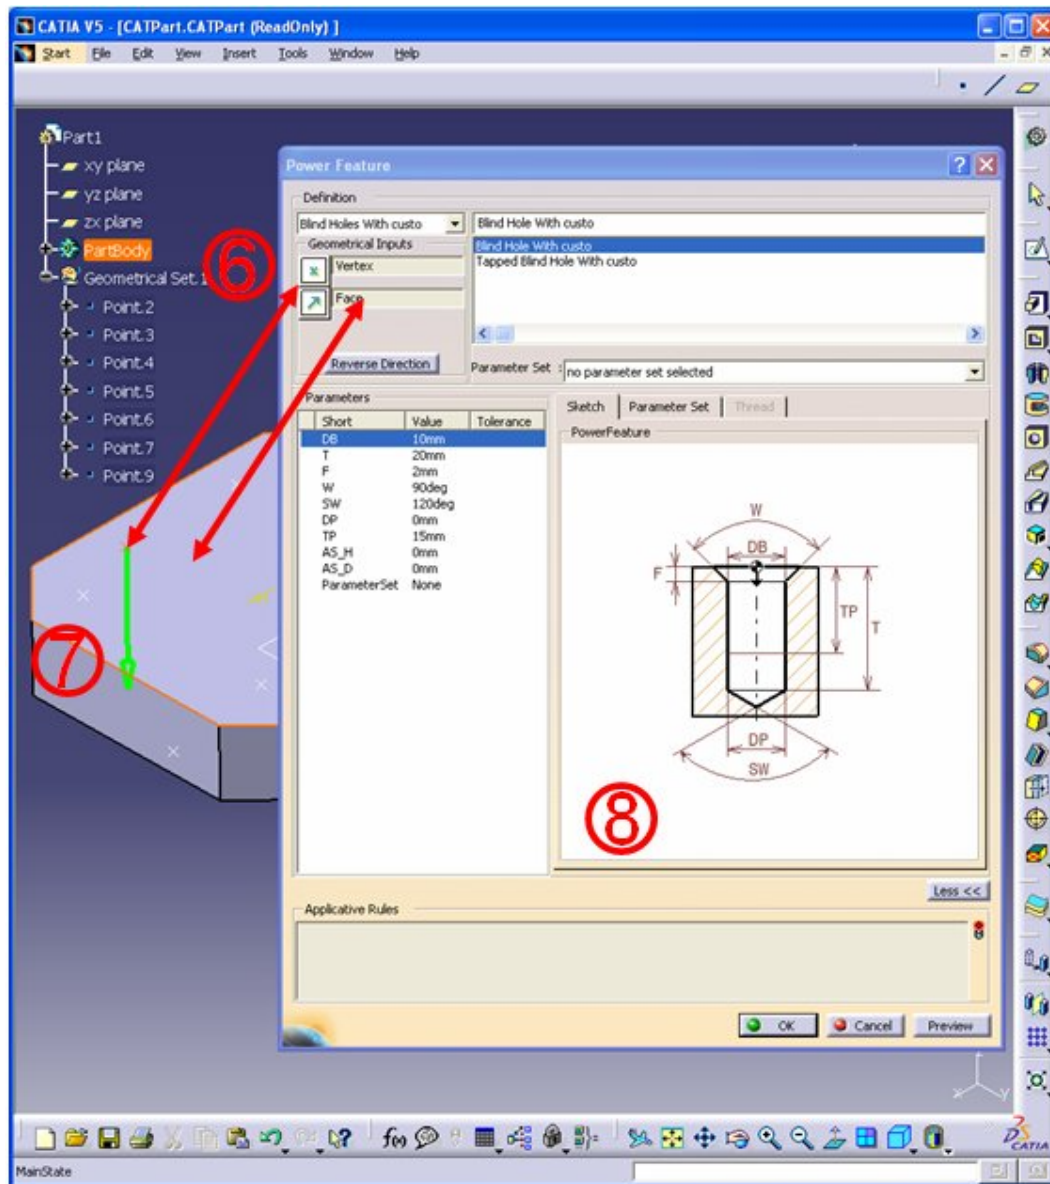 CATIA V5 - [CATPart.CATPart (ReadOnly) ]
Start File Edit View Insert Tools Window Help
Part1
xy plane
yz plane
zx plane
PartBody
Geometrical Set.1
Point.2
Point.3
Point.4
Point.5
Point.6
Point.7
Point.9
⑥
⑦
Power Feature
Definition
Blind Holes With custo
Blind Hole With custo
Geometrical Inputs
Vertex
Face
Reverse Direction
Blind Hole With custo
Tapped Blind Hole With custo
Parameter Set : no parameter set selected
Parameters
Short Value Tolerance
DB 10mm
T 20mm
F 2mm
W 90deg
SW 120deg
DP 0mm
TP 15mm
AS_H 0mm
AS_D 0mm
ParameterSet None
Sketch Parameter Set Thread
PowerFeature
W
DB
F
TP
T
DP
SW
⑧
Less <<
Applicative Rules
OK Cancel Preview
x y
f(x)
DS
CATIA
MainState